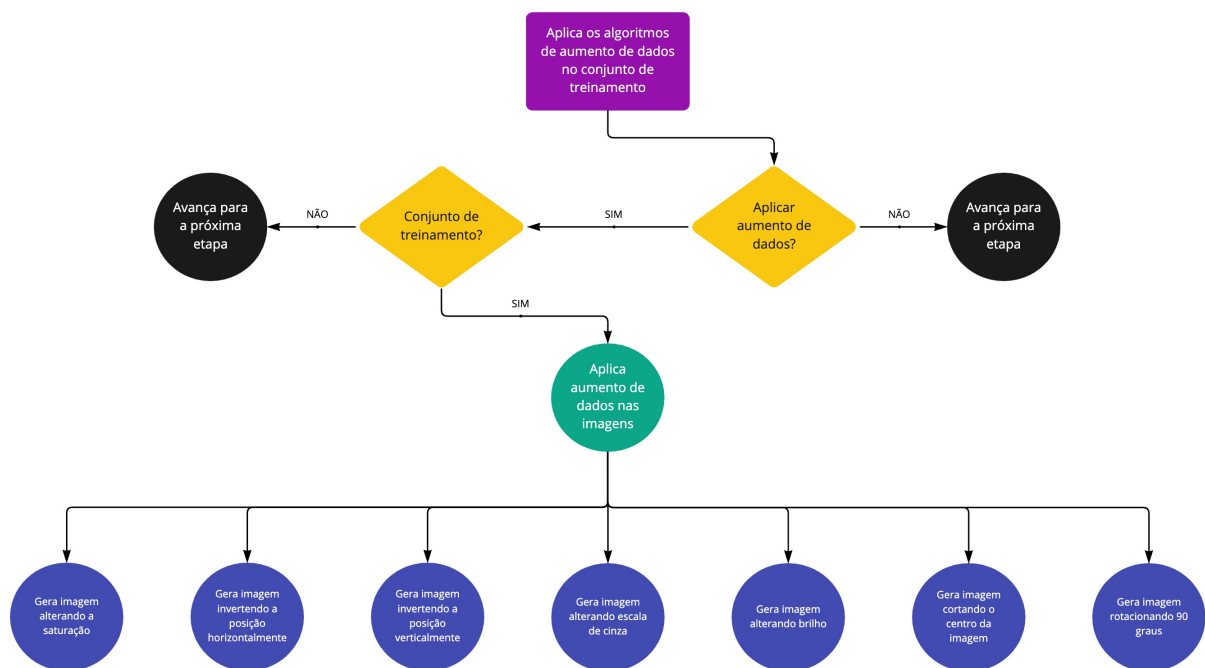 Aplica os algoritmos
de aumento de dados
no conjunto de
treinamento
Avança para
a próxima
etapa
NÃO
Conjunto de
treinamento?
SIM
Aplicar
aumento de
dados?
NÃO
Avança para
a próxima
etapa
SIM
Aplica
aumento de
dados nas
imagens
Gera imagem
alterando a
saturação
Gera imagem
invertendo a
posição
horizontalmente
Gera imagem
invertendo a
posição
verticalmente
Gera imagem
alterando escala
de cinza
Gera imagem
alterando brilho
Gera imagem
cortando o
centro da
imagem
Gera imagem
rotacionando 90
graus